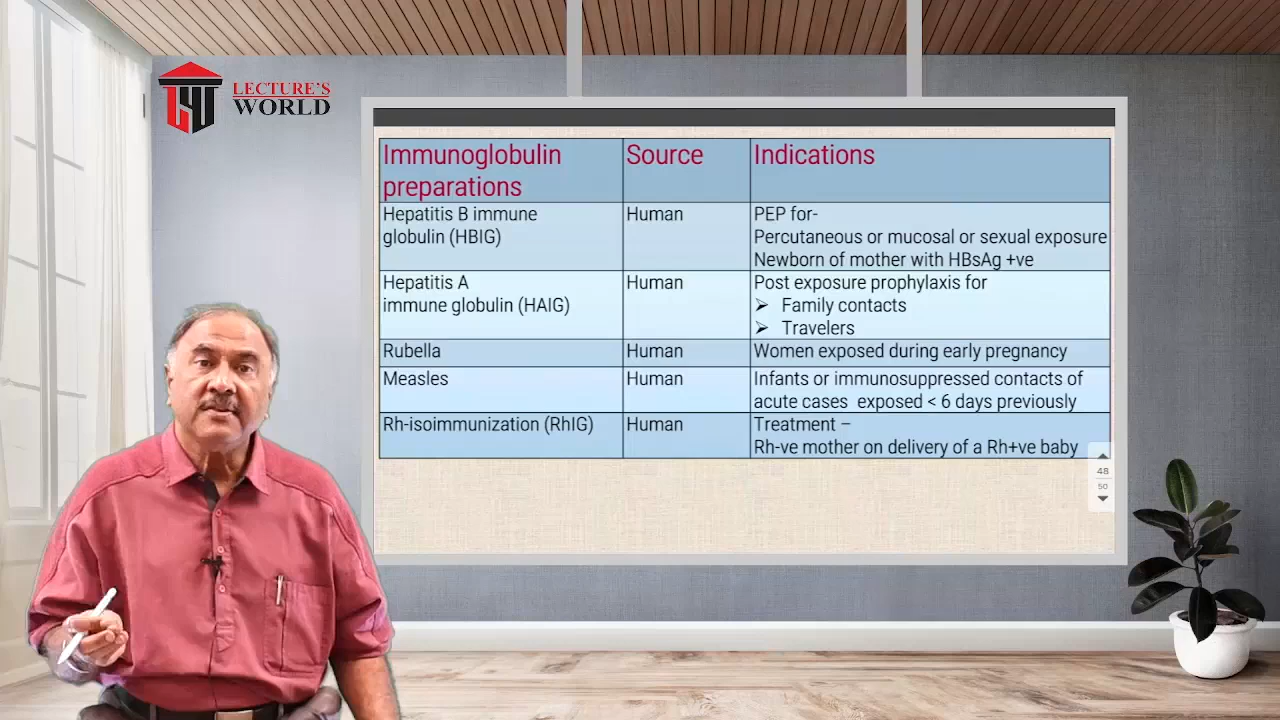 LECTURE'S
WORLD
Immunoglobulin
preparations
Source
Indications
Hepatitis B immune
globulin (HBIG)
Human
PEP for-
Percutaneous or mucosal or sexual exposure
Newborn of mother with HBsAg +ve
Hepatitis A
immune globulin (HAIG)
Human
Post exposure prophylaxis for
➢ Family contacts
➢ Travelers
Rubella
Human
Women exposed during early pregnancy
Measles
Human
Infants or immunosuppressed contacts of
acute cases exposed < 6 days previously
Rh-isoimmunization (RhIG)
Human
Treatment –
Rh-ve mother on delivery of a Rh+ve baby
48
50